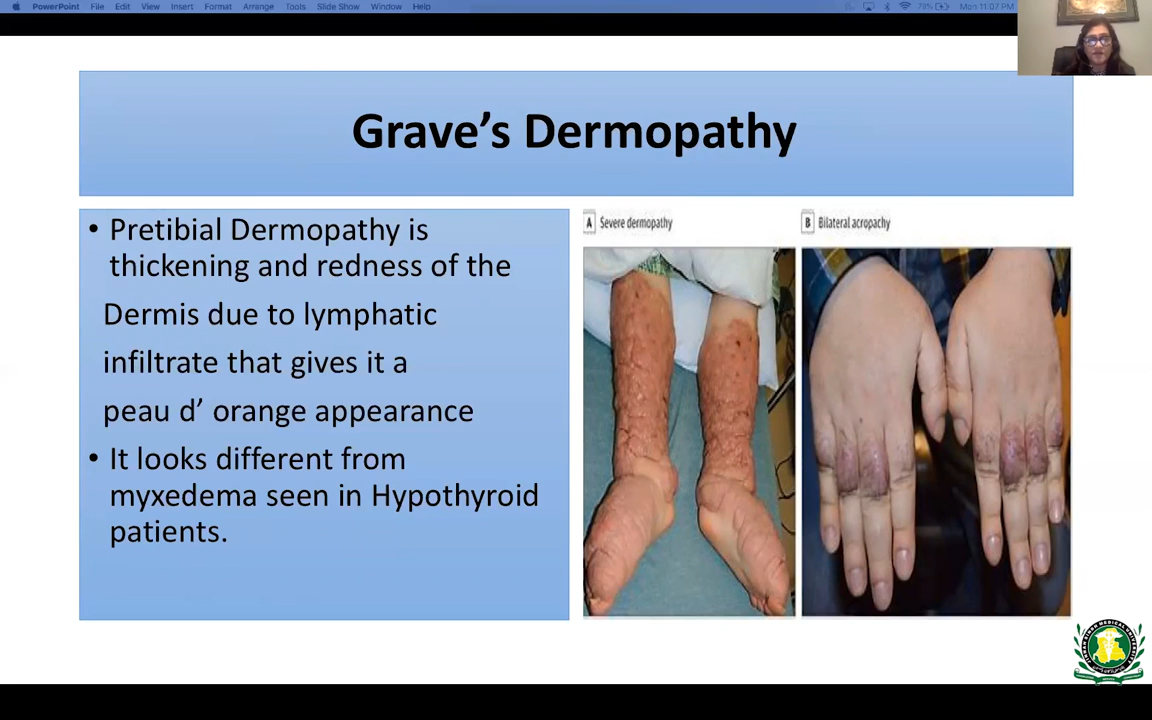 PowerPoint File Edit View Insert Format Arrange Tools Slide Show Window Help 78% Mon 11:07 PM
Grave's Dermopathy
• Pretibial Dermopathy is
thickening and redness of the
Dermis due to lymphatic
infiltrate that gives it a
peau d' orange appearance
• It looks different from
myxedema seen in Hypothyroid
patients.
A Severe dermopathy
B Bilateral acropachy